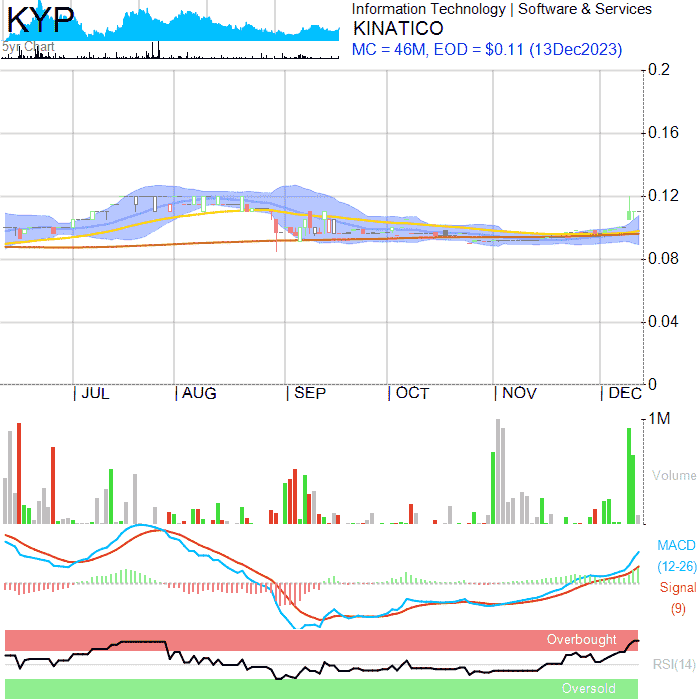 KYP
5yr Chart
Information Technology | Software & Services
KINATICO
MC = 46M, EOD = $0.11 (13Dec2023)
0.2
0.16
0.12
0.08
0.04
0
| JUL | AUG | SEP | OCT | NOV | DEC
1M
Volume
MACD
(12-26)
Signal
(9)
Overbought
RSI(14)
Oversold